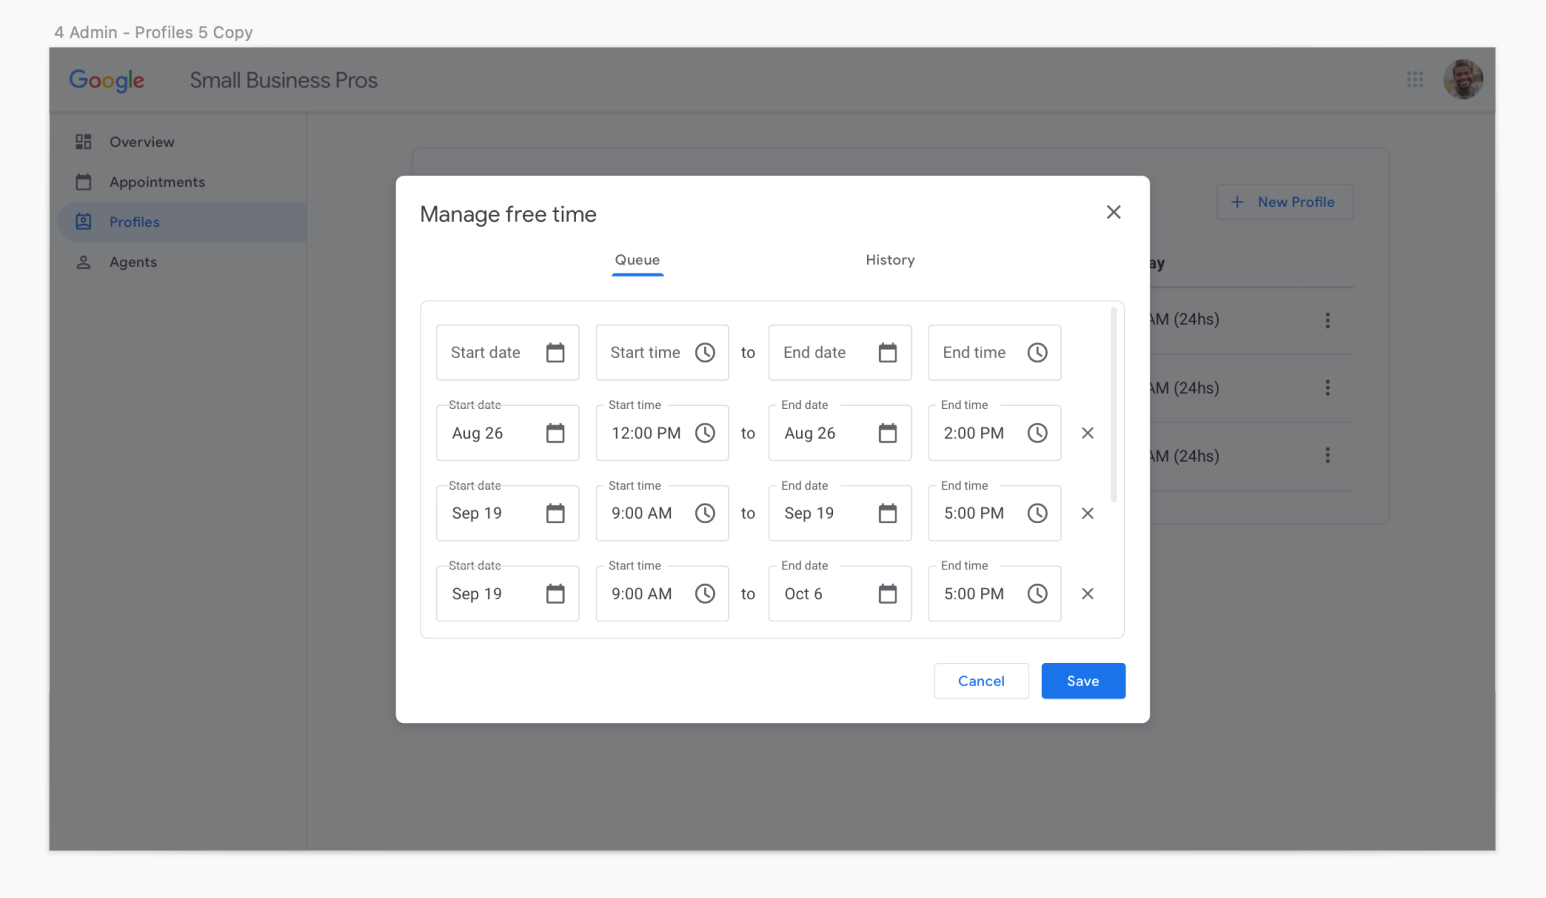 4 Admin - Profiles 5 Copy
Google Small Business Pros
Overview
Appointments
Profiles
Agents
New Profile
ay
AM (24hs)
AM (24hs)
AM (24hs)
Manage free time
Queue History
Start date Start time to End date End time
Start date Start time End date End time
Aug 26 12:00 PM to Aug 26 2:00 PM
Start date Start time End date End time
Sep 19 9:00 AM to Sep 19 5:00 PM
Start date Start time End date End time
Sep 19 9:00 AM to Oct 6 5:00 PM
Cancel Save